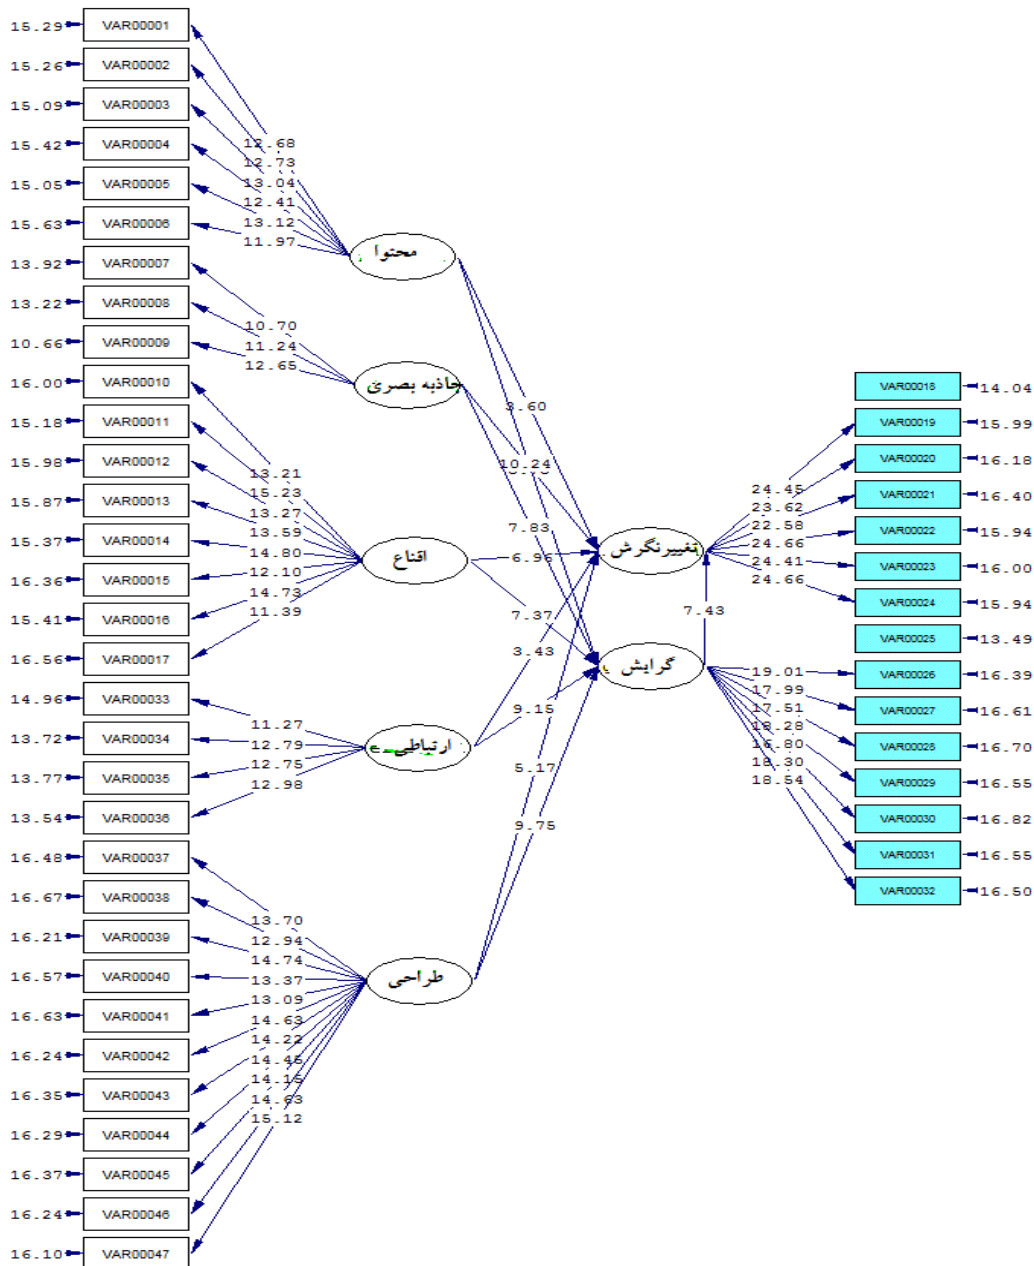 15.29 VAR00001
15.26 VAR00002
15.09 VAR00003
15.42 VAR00004
15.05 VAR00005
15.63 VAR00006
13.92 VAR00007
13.22 VAR00008
10.66 VAR00009
16.00 VAR00010
15.18 VAR00011
15.98 VAR00012
15.87 VAR00013
15.37 VAR00014
16.36 VAR00015
15.41 VAR00016
16.56 VAR00017
14.96 VAR00033
13.72 VAR00034
13.77 VAR00035
13.54 VAR00036
16.48 VAR00037
16.67 VAR00038
16.21 VAR00039
16.57 VAR00040
16.63 VAR00041
16.24 VAR00042
16.35 VAR00043
16.29 VAR00044
16.37 VAR00045
16.24 VAR00046
16.10 VAR00047
12.68
12.73
13.04
12.41
13.12
11.97
10.70
11.24
12.65
13.21
15.23
13.27
13.59
14.80
12.10
14.73
11.39
11.27
12.79
12.75
12.98
13.70
12.94
14.74
13.37
13.09
14.63
14.22
14.45
14.15
14.63
15.12
محتوا
جاذبه بصری
اقناع
ارتباطی
طراحی
3.60
10.24
7.83
6.96
7.37
3.43
9.15
5.17
9.75
تغییرنگرش
گرایش
7.43
24.45
23.62
22.58
24.66
24.41
24.66
19.01
17.99
17.51
18.28
16.80
18.30
18.54
VAR00018 14.04
VAR00019 15.99
VAR00020 16.18
VAR00021 16.40
VAR00022 15.94
VAR00023 16.00
VAR00024 15.94
VAR00025 13.49
VAR00026 16.39
VAR00027 16.61
VAR00028 16.70
VAR00029 16.55
VAR00030 16.82
VAR00031 16.55
VAR00032 16.50